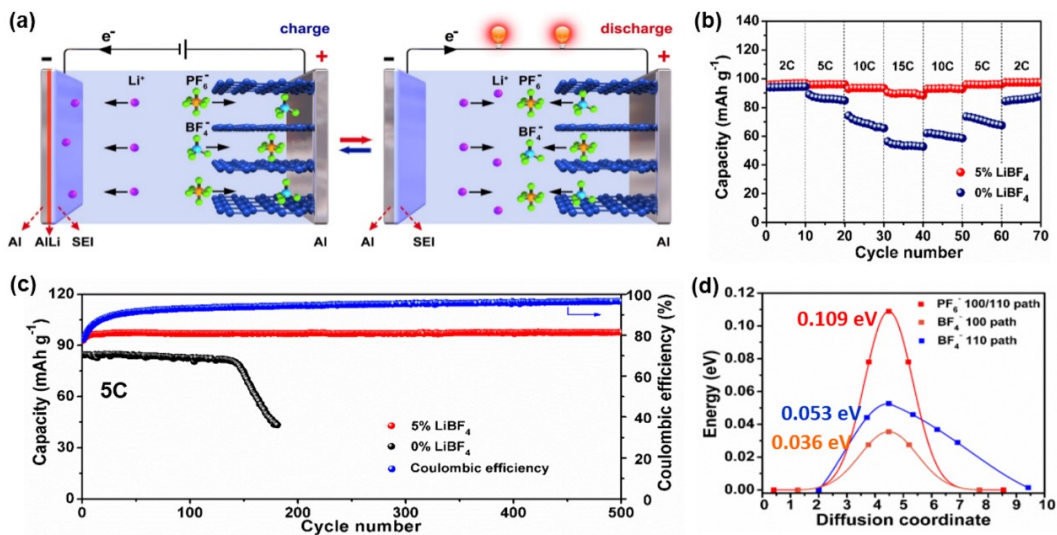 (a)
e-
charge
-
+
Li+
PF6-
BF4-
Al
AlLi
SEI
Al
e-
discharge
-
+
Li+
PF6-
BF4-
Al
SEI
Al
(b)
Capacity (mAh g-1)
140
120
100
80
60
40
20
0
2C 5C 10C 15C 10C 5C 2C
5% LiBF4
0% LiBF4
0 10 20 30 40 50 60 70
Cycle number
(c)
Capacity (mAh g-1)
120
90
60
30
0
5C
5% LiBF4
0% LiBF4
Coulombic efficiency
100
80
60
40
20
0
Coulombic efficiency (%)
0 100 200 300 400 500
Cycle number
(d)
Energy (eV)
0.12
0.10
0.08
0.06
0.04
0.02
0.00
PF6- 100/110 path
BF4- 100 path
BF4- 110 path
0.109 eV
0.053 eV
0.036 eV
0 1 2 3 4 5 6 7 8 9 10
Diffusion coordinate